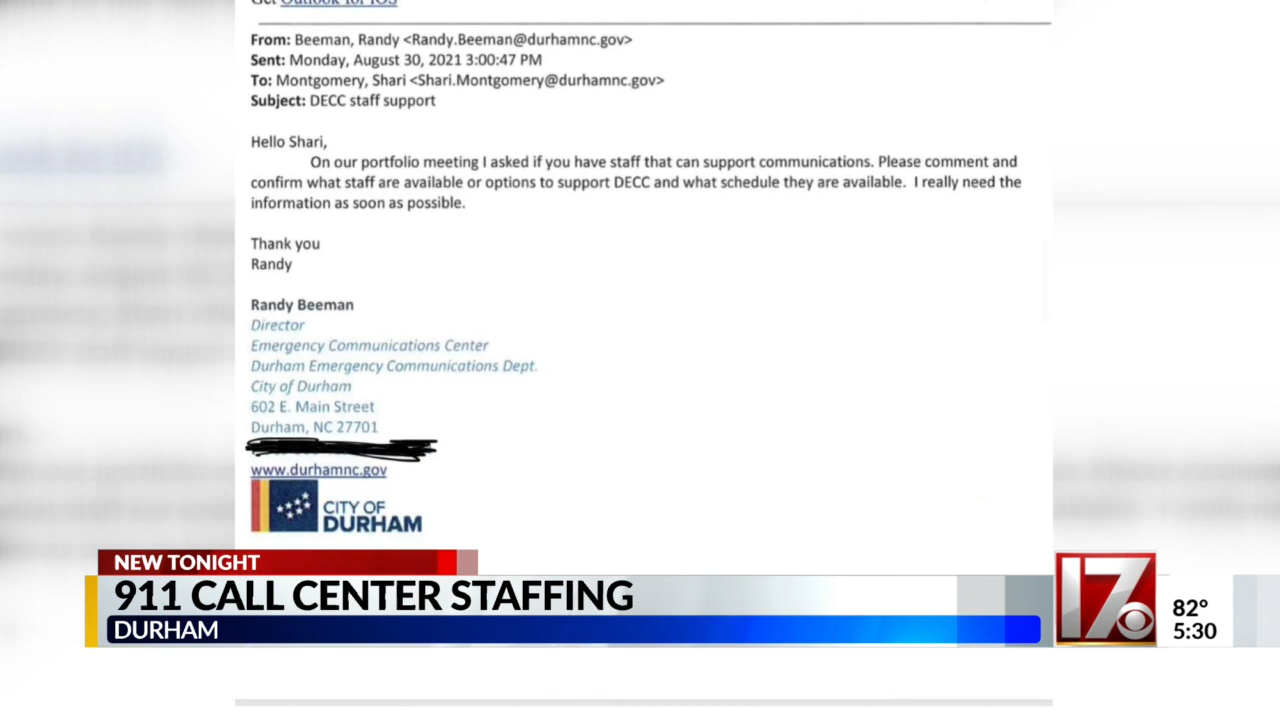 Get Outlook for iOS
From: Beeman, Randy <Randy.Beeman@durhamnc.gov>
Sent: Monday, August 30, 2021 3:00:47 PM
To: Montgomery, Shari <Shari.Montgomery@durhamnc.gov>
Subject: DECC staff support
Hello Shari,
On our portfolio meeting I asked if you have staff that can support communications. Please comment and
confirm what staff are available or options to support DECC and what schedule they are available. I really need the
information as soon as possible.
Thank you
Randy
Randy Beeman
Director
Emergency Communications Center
Durham Emergency Communications Dept.
City of Durham
602 E. Main Street
Durham, NC 27701
www.durhamnc.gov
CITY OF
DURHAM
NEW TONIGHT
911 CALL CENTER STAFFING
DURHAM
17
82°
5:30